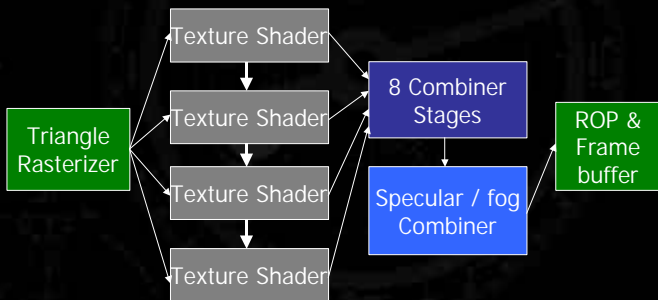 Texture Shader
Texture Shader
Texture Shader
Texture Shader
Triangle
Rasterizer
8 Combiner
Stages
Specular / fog
Combiner
ROP &
Frame
buffer